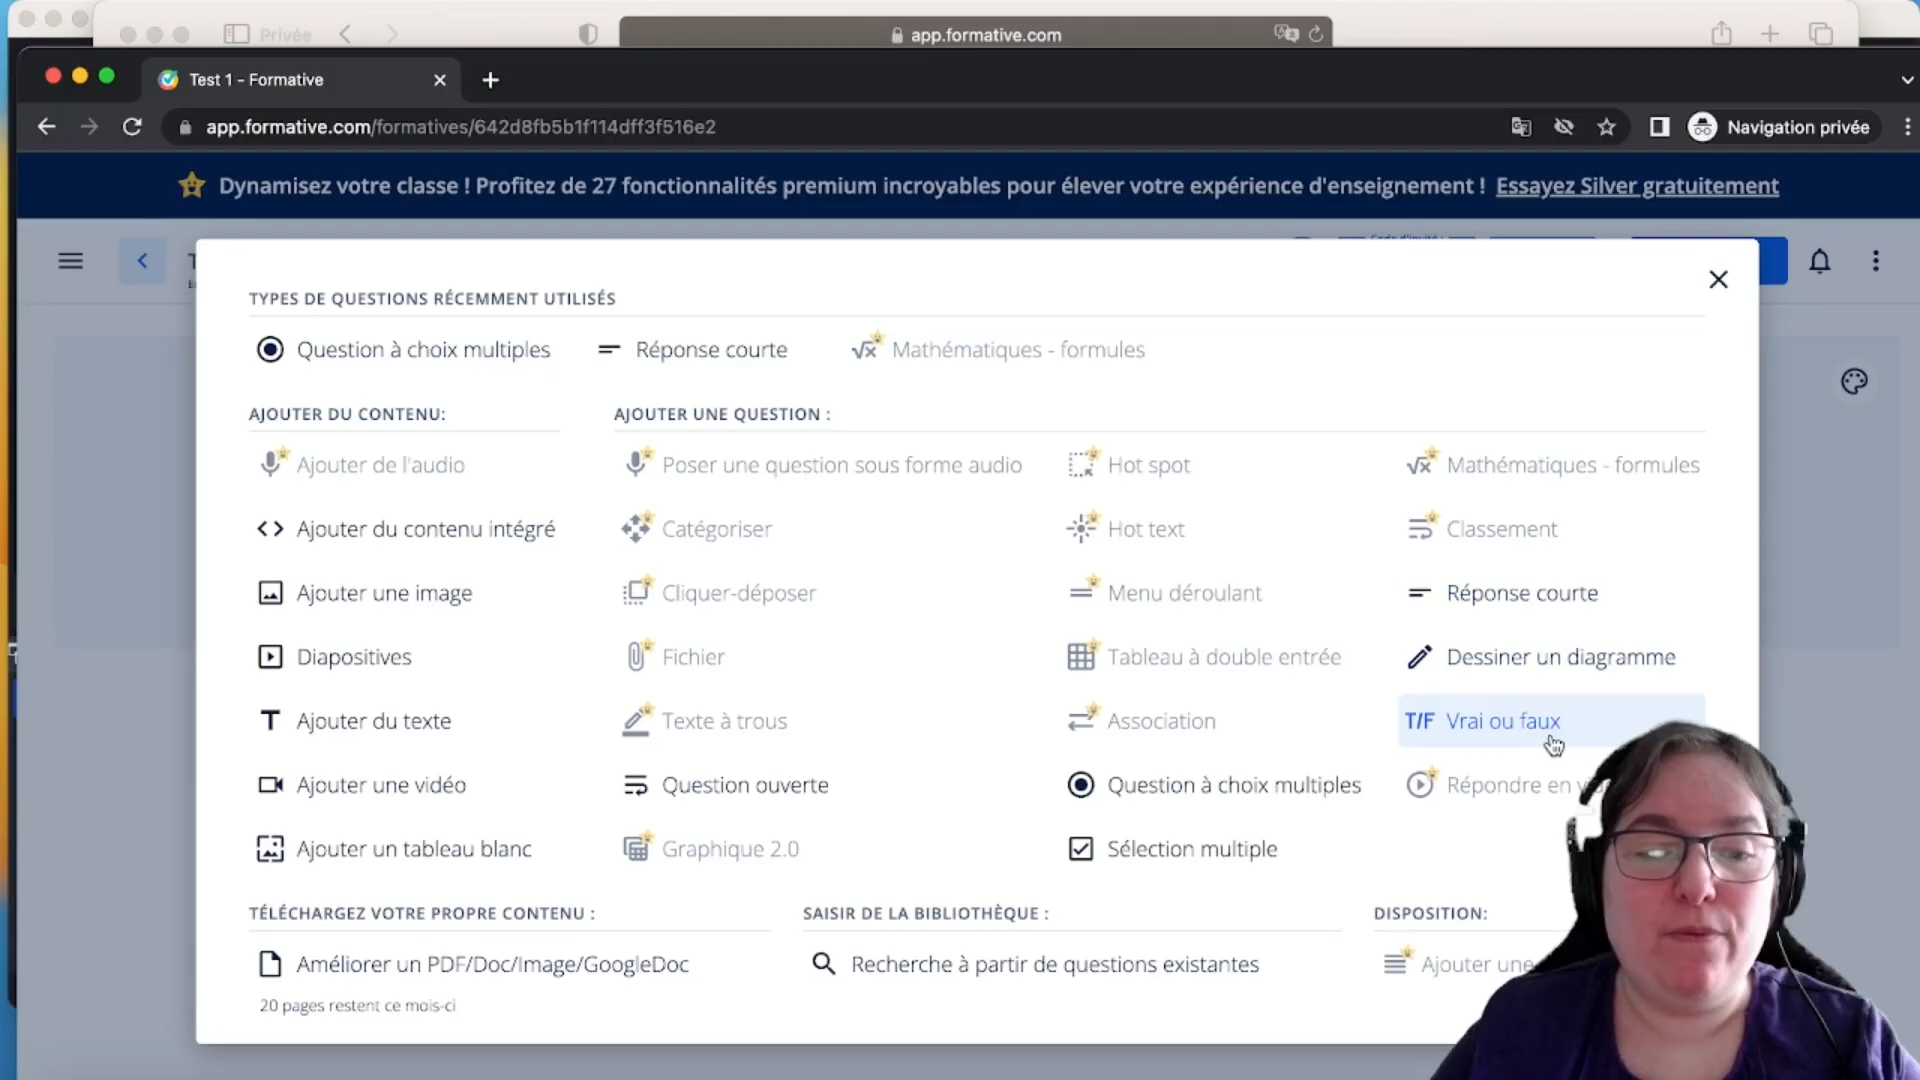 Privée
app.formative.com
Test 1 - Formative
app.formative.com/formatives/642d8fb5b1f114dff3f516e2
Navigation privée
Dynamisez votre classe ! Profitez de 27 fonctionnalités premium incroyables pour élever votre expérience d'enseignement ! Essayez Silver gratuitement
TYPES DE QUESTIONS RÉCEMMENT UTILISÉS
Question à choix multiples
Réponse courte
Mathématiques - formules
AJOUTER DU CONTENU:
AJOUTER UNE QUESTION :
Ajouter de l'audio
Poser une question sous forme audio
Hot spot
Mathématiques - formules
Ajouter du contenu intégré
Catégoriser
Hot text
Classement
Ajouter une image
Cliquer-déposer
Menu déroulant
Réponse courte
Diapositives
Fichier
Tableau à double entrée
Dessiner un diagramme
Ajouter du texte
Texte à trous
Association
T/F Vrai ou faux
Ajouter une vidéo
Question ouverte
Question à choix multiples
Répondre en
Ajouter un tableau blanc
Graphique 2.0
Sélection multiple
TÉLÉCHARGEZ VOTRE PROPRE CONTENU :
SAISIR DE LA BIBLIOTHÈQUE :
DISPOSITION:
Améliorer un PDF/Doc/Image/GoogleDoc
Recherche à partir de questions existantes
Ajouter une
20 pages restent ce mois-ci